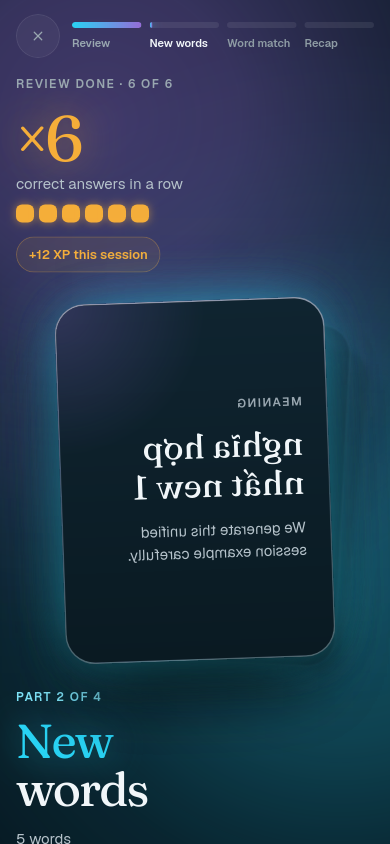 ×
Review New words Word match Recap
REVIEW DONE · 6 OF 6
×6
correct answers in a row
+12 XP this session
MEANING
nghĩa hợp
nhất new 1
We generate this unified
session example carefully.
PART 2 OF 4
New
words
5 words